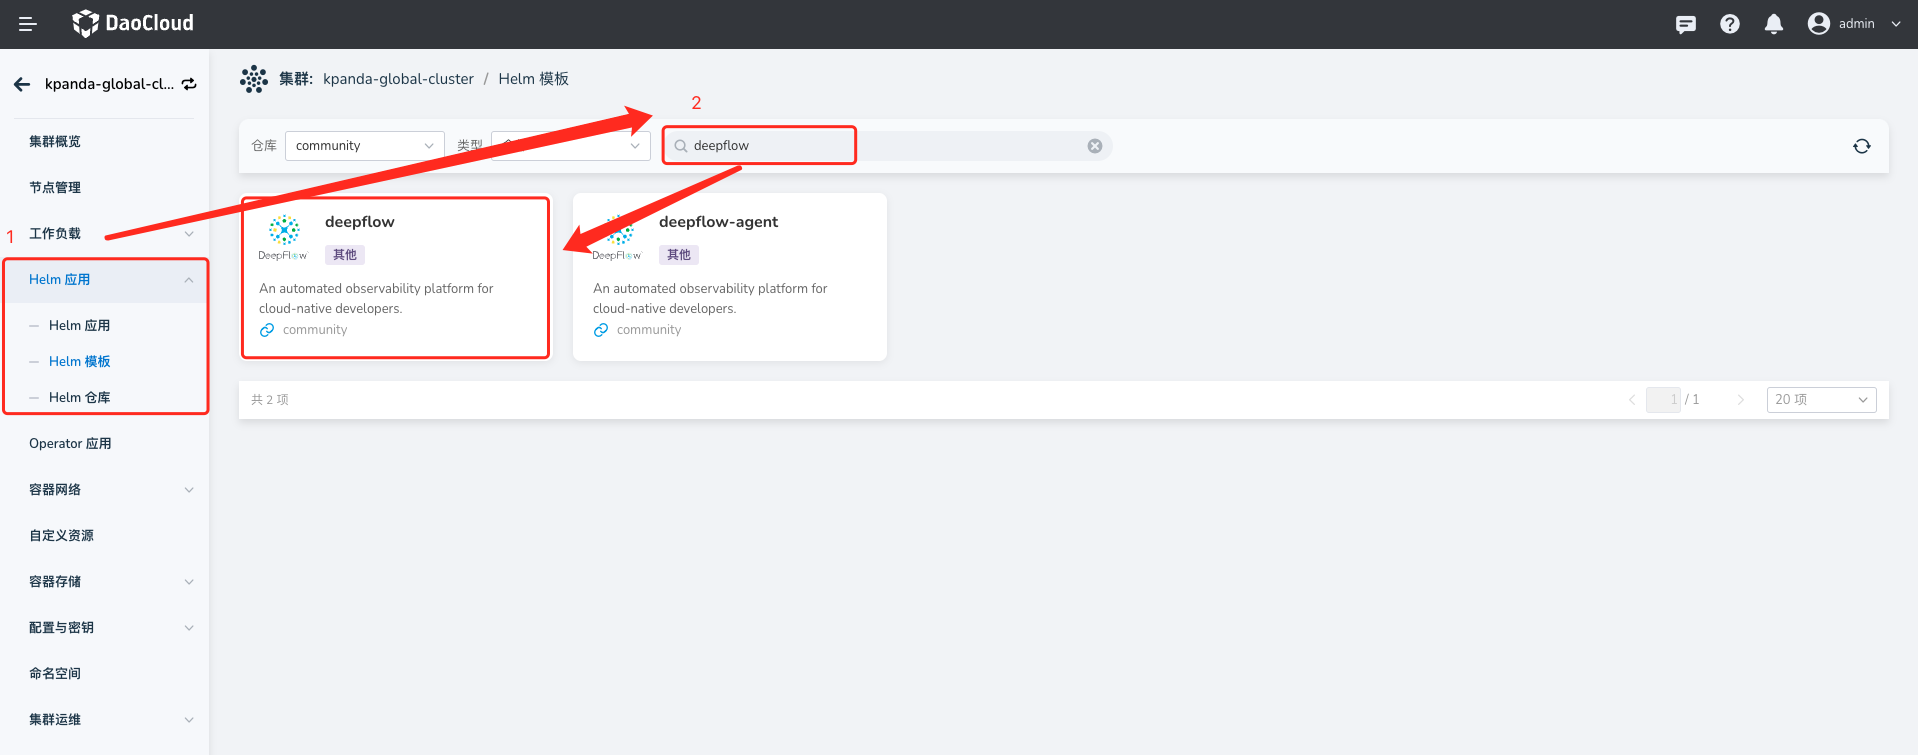 DaoCloud
admin
kpanda-global-cl...
集群: kpanda-global-cluster / Helm 模板
集群概览
节点管理
1
工作负载
Helm 应用
Helm 应用
Helm 模板
Helm 仓库
Operator 应用
容器网络
自定义资源
容器存储
配置与密钥
命名空间
集群运维
2
仓库 community 类型
deepflow
DeepFlow
deepflow
其他
An automated observability platform for
cloud-native developers.
community
DeepFlow
deepflow-agent
其他
An automated observability platform for
cloud-native developers.
community
共 2 项
1 / 1
20 项